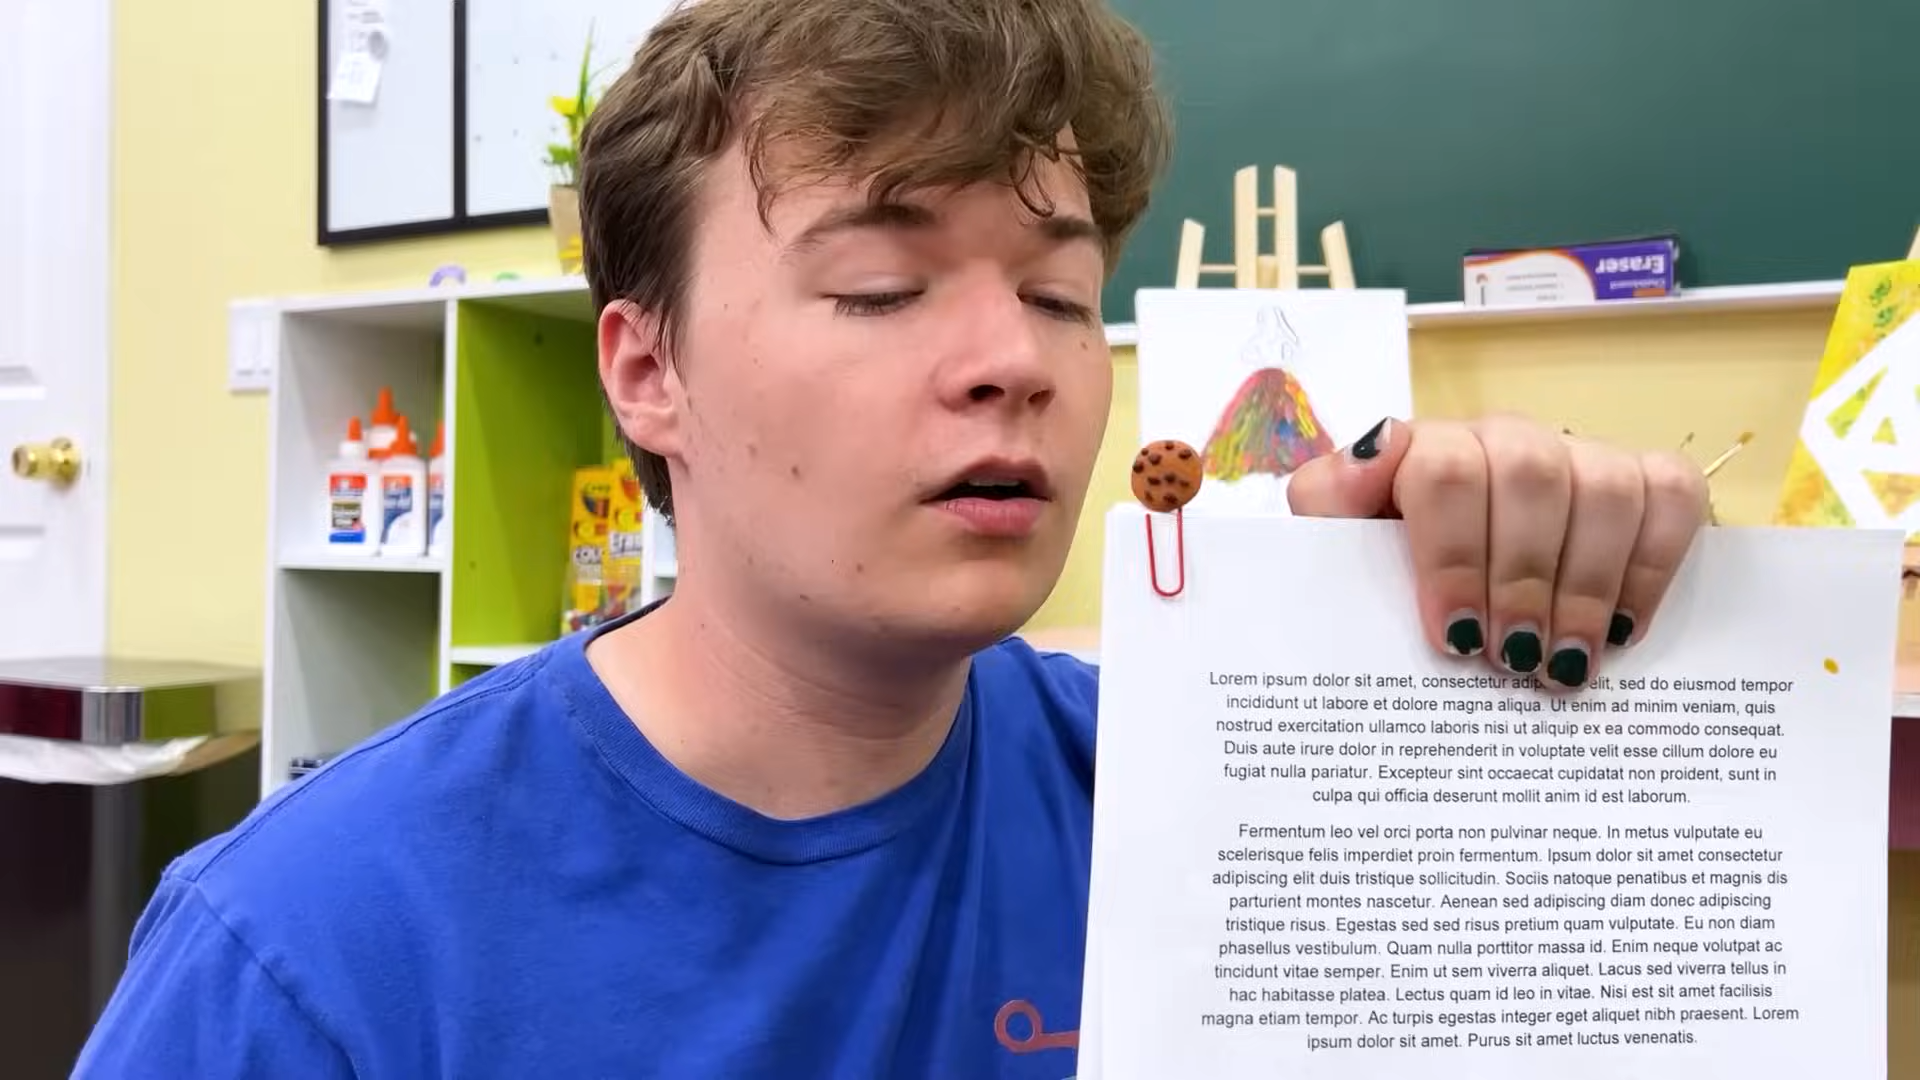 Eraser
Lorem ipsum dolor sit amet, consectetur elit, sed do eiusmod tempor
incididunt ut labore et dolore magna aliqua. Ut enim ad minim veniam, quis
nostrud exercitation ullamco laboris nisi ut aliquip ex ea commodo consequat.
Duis aute irure dolor in reprehenderit in voluptate velit esse cillum dolore eu
fugiat nulla pariatur. Excepteur sint occaecat cupidatat non proident, sunt in
culpa qui officia deserunt mollit anim id est laborum.
Fermentum leo vel orci porta non pulvinar neque. In metus vulputate eu
scelerisque felis imperdiet proin fermentum. Ipsum dolor sit amet consectetur
adipiscing elit duis tristique sollicitudin. Sociis natoque penatibus et magnis dis
parturient montes nascetur. Aenean sed adipiscing diam donec adipiscing
tristique risus. Egestas sed sed risus pretium quam vulputate. Eu non diam
phasellus vestibulum. Quam nulla porttitor massa id. Enim neque volutpat ac
tincidunt vitae semper. Enim ut sem viverra aliquet. Lacus sed viverra tellus in
hac habitasse platea. Lectus quam id leo in vitae. Nisi est sit amet facilisis
magna etiam tempor. Ac turpis egestas integer eget aliquet nibh praesent. Lorem
ipsum dolor sit amet. Purus sit amet luctus venenatis.